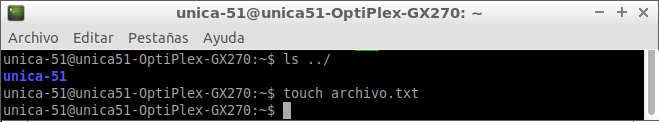 unica-51@unica51-OptiPlex-GX270: ~
Archivo Editar Pestañas Ayuda
unica-51@unica51-OptiPlex-GX270:~$ ls ../
unica-51
unica-51@unica51-OptiPlex-GX270:~$ touch archivo.txt
unica-51@unica51-OptiPlex-GX270:~$